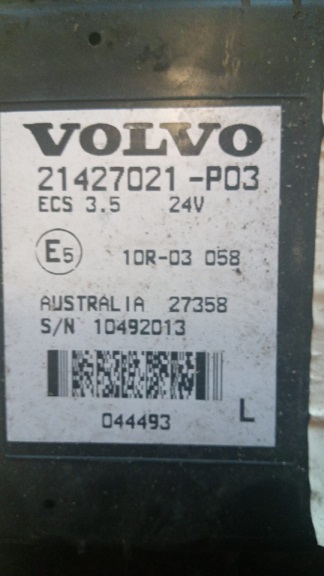 VOLVO
21427021-P03
ECS 3.5 24V
E5 10R-03 058
AUSTRALIA 27358
S/N 10492013
044493 L